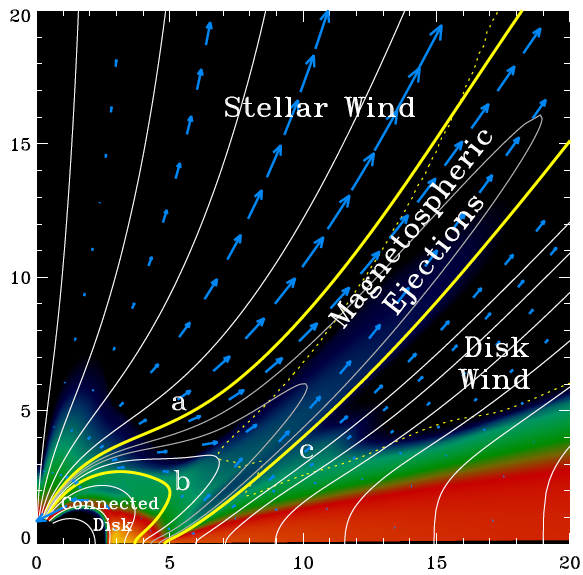 20
Stellar Wind
15
Magnetospheric
Ejections
10
Disk
Wind
a
5
c
b
Connected
Disk
0
0
5
10
15
20